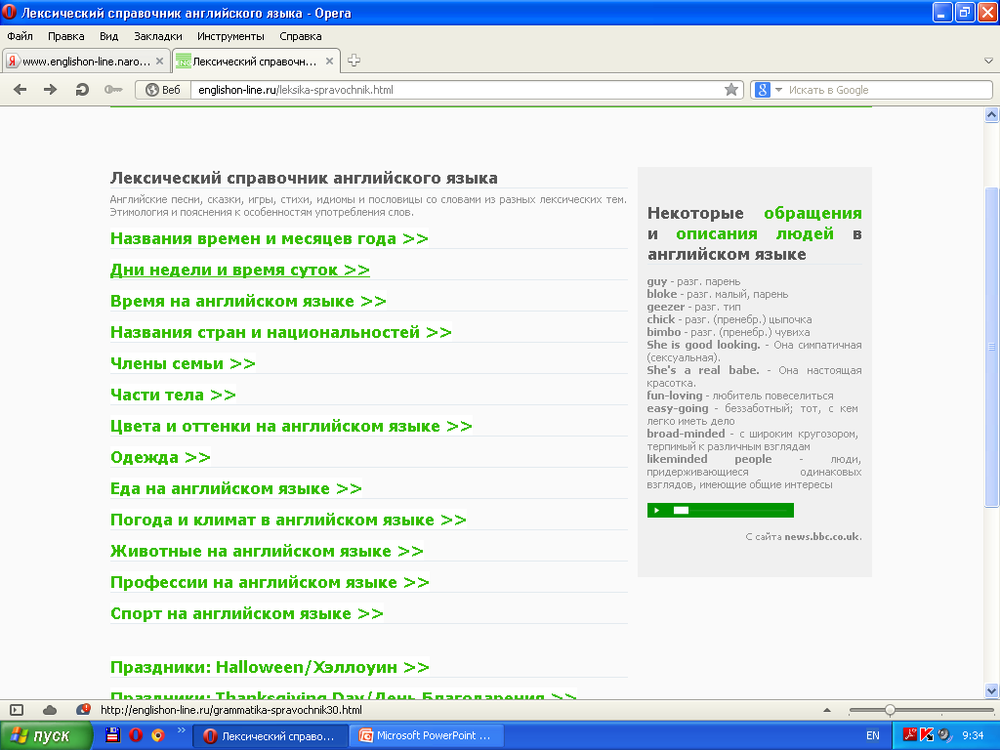 Лексический справочник английского языка - Opera
Файл Правка Вид Закладки Инструменты Справка
www.englishon-line.naro... Лексический справочн...
Веб englishon-line.ru/leksika-spravochnik.html Искать в Google
Лексический справочник английского языка
Английские песни, сказки, игры, стихи, идиомы и пословицы со словами из разных лексических тем.
Этимология и пояснения к особенностям употребления слов.
Названия времен и месяцев года >>
Дни недели и время суток >>
Время на английском языке >>
Названия стран и национальностей >>
Члены семьи >>
Части тела >>
Цвета и оттенки на английском языке >>
Одежда >>
Еда на английском языке >>
Погода и климат в английском языке >>
Животные на английском языке >>
Профессии на английском языке >>
Спорт на английском языке >>
Праздники: Halloween/Хэллоуин >>
Праздники: Thanksgiving Day/День Благодарения >>
Некоторые обращения
и описания людей в
английском языке
guy - разг. парень
bloke - разг. малый, парень
geezer - разг. тип
chick - разг. (пренебр.) цыпочка
bimbo - разг. (пренебр.) чувиха
She is good looking. - Она симпатичная
(сексуальная).
She's a real babe. - Она настоящая
красотка.
fun-loving - любитель повеселиться
easy-going - беззаботный; тот, с кем
легко иметь дело
broad-minded - с широким кругозором,
терпимый к различным взглядам
likeminded people - люди,
придерживающиеся одинаковых
взглядов, имеющие общие интересы
С сайта news.bbc.co.uk.
http://englishon-line.ru/grammatika-spravochnik30.html
пуск Лексический справо... Microsoft PowerPoint ... EN 9:34